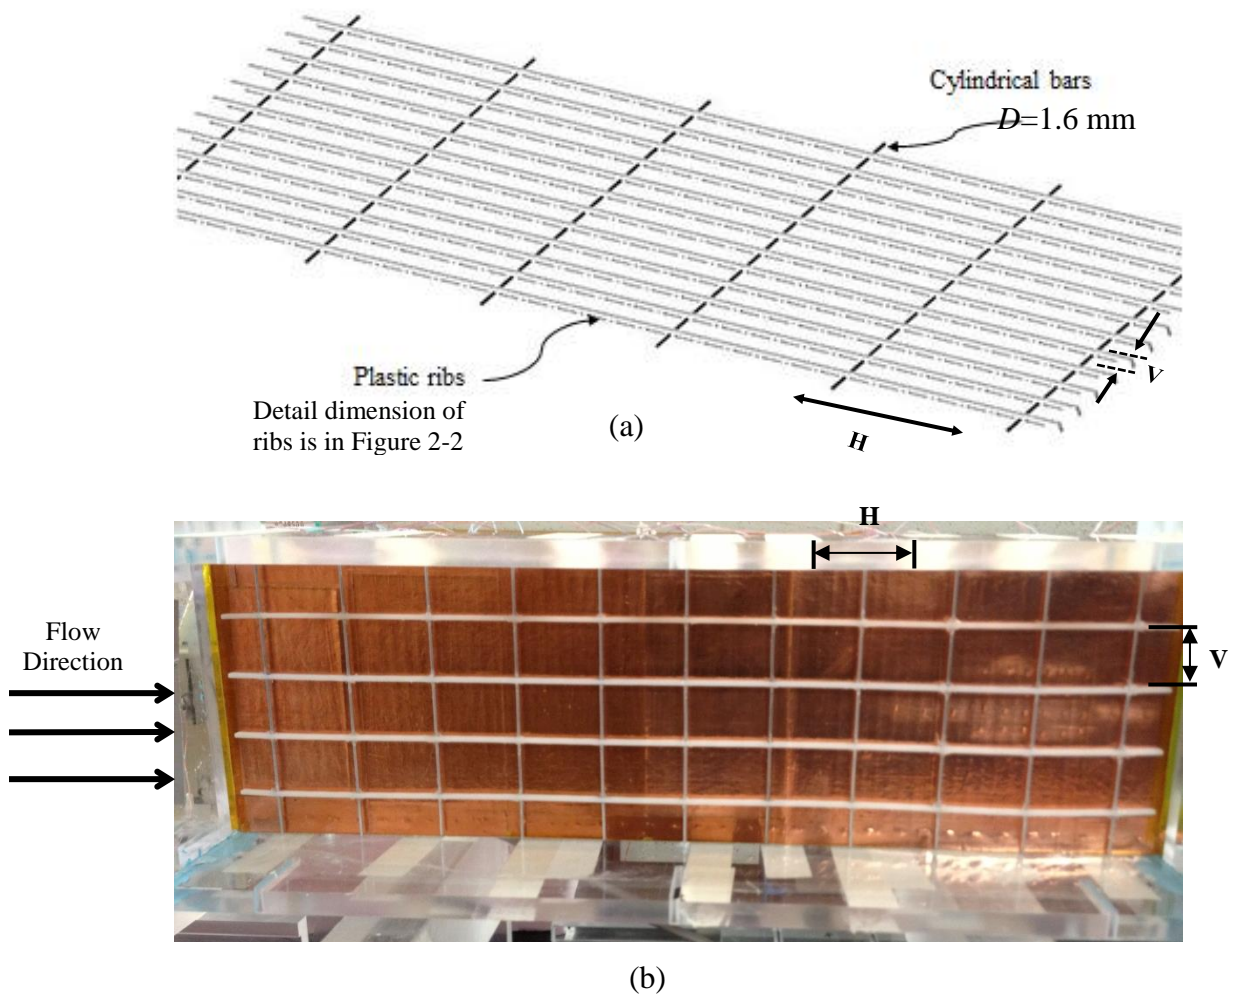 Cylindrical bars
D=1.6 mm
Plastic ribs
Detail dimension of
ribs is in Figure 2-2
(a)
V
H
H
Flow
Direction
V
(b)